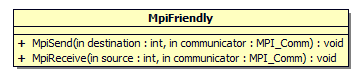 MpiFriendly
+ MpiSend(in destination : int, in communicator : MPI_Comm) : void
+ MpiReceive(in source : int, in communicator : MPI_Comm) : void